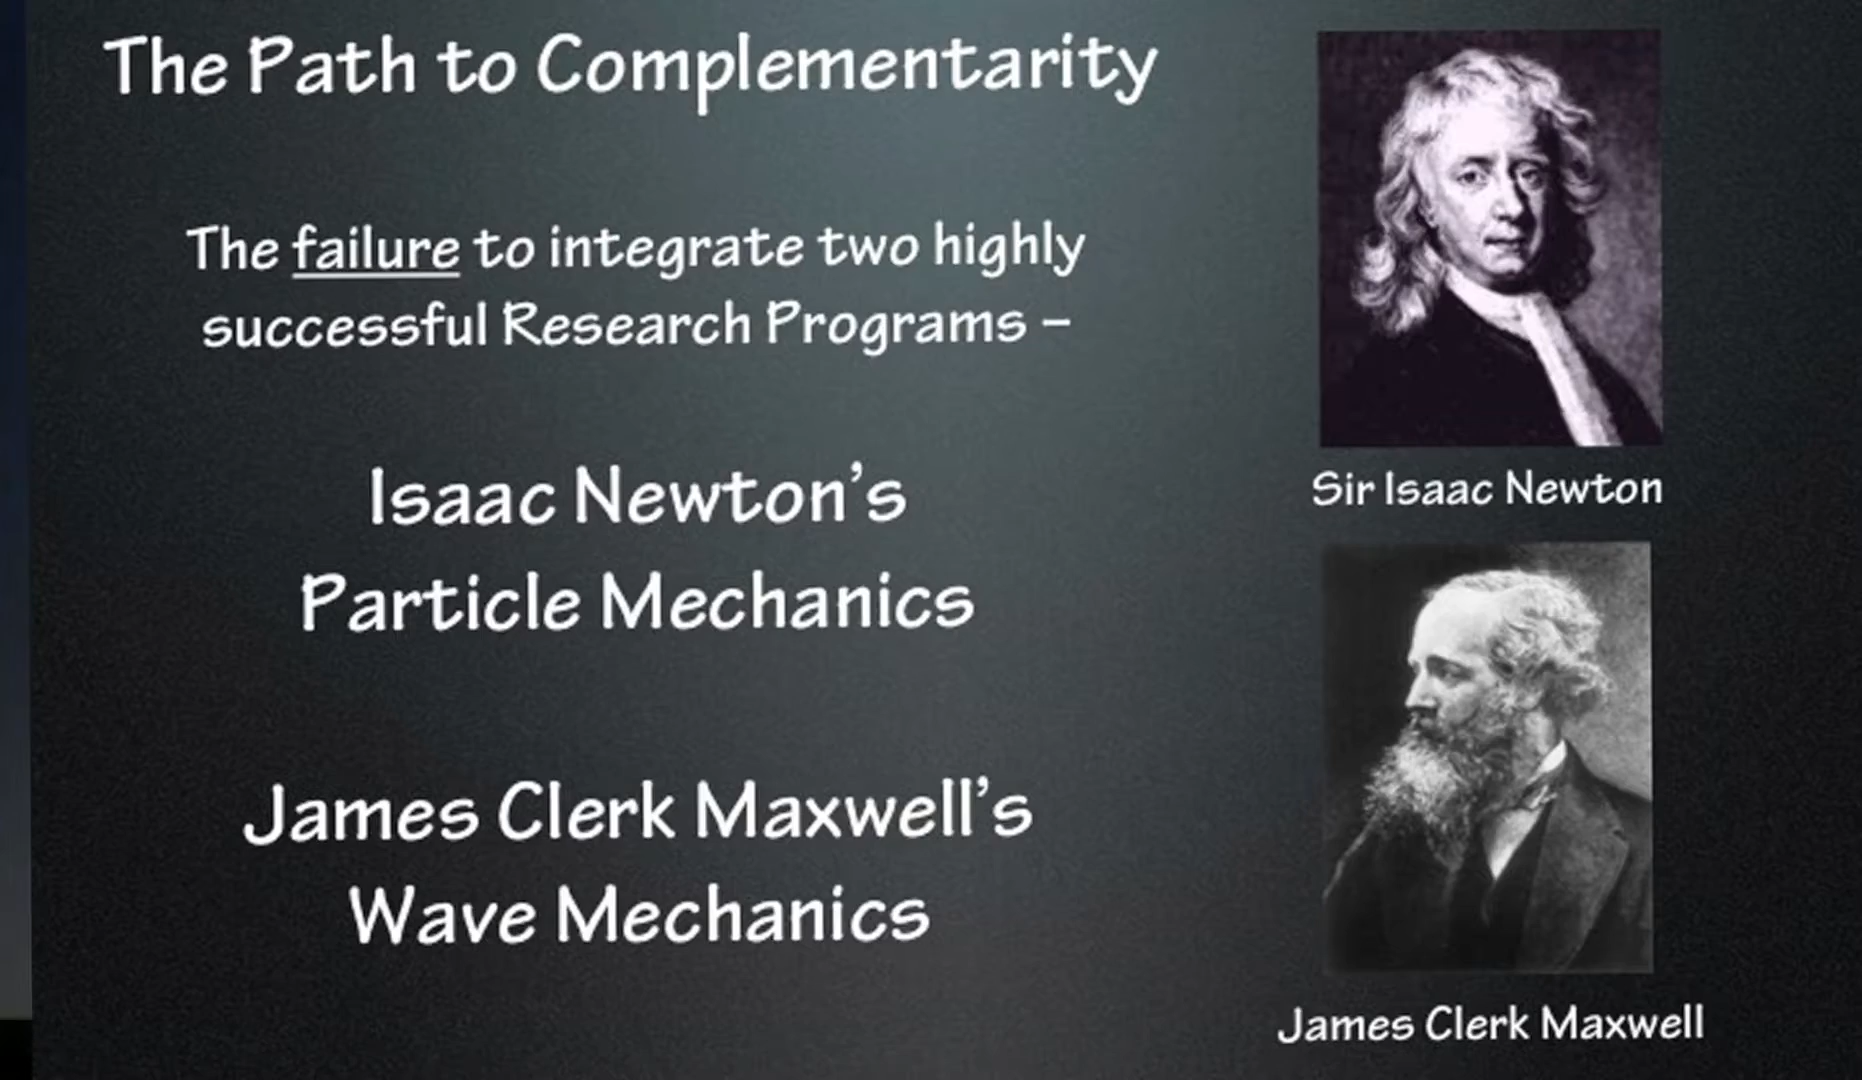 The Path to Complementarity
The failure to integrate two highly
successful Research Programs –
Isaac Newton’s
Particle Mechanics
James Clerk Maxwell’s
Wave Mechanics
Sir Isaac Newton
James Clerk Maxwell